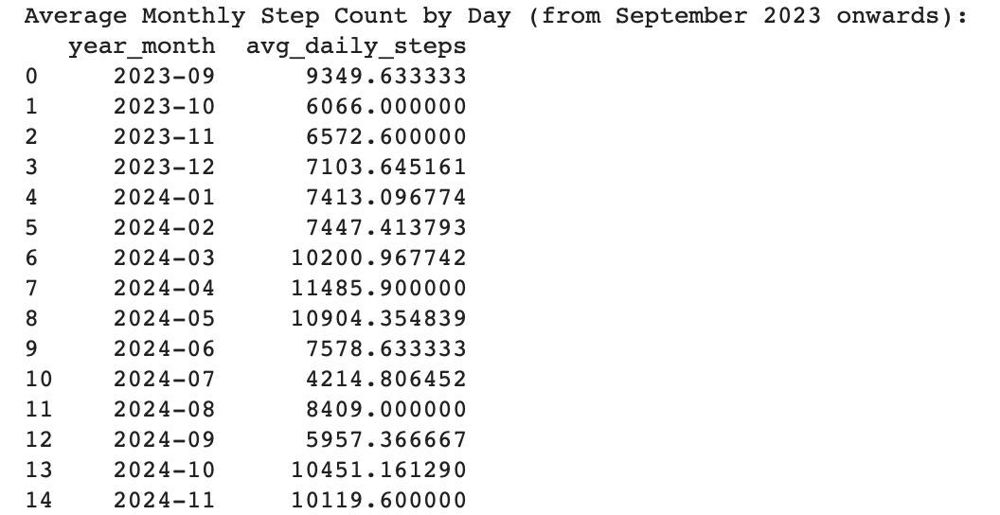 Average Monthly Step Count by Day (from September 2023 onwards):
year_month avg_daily_steps
0 2023-09 9349.633333
1 2023-10 6066.000000
2 2023-11 6572.600000
3 2023-12 7103.645161
4 2024-01 7413.096774
5 2024-02 7447.413793
6 2024-03 10200.967742
7 2024-04 11485.900000
8 2024-05 10904.354839
9 2024-06 7578.633333
10 2024-07 4214.806452
11 2024-08 8409.000000
12 2024-09 5957.366667
13 2024-10 10451.161290
14 2024-11 10119.600000